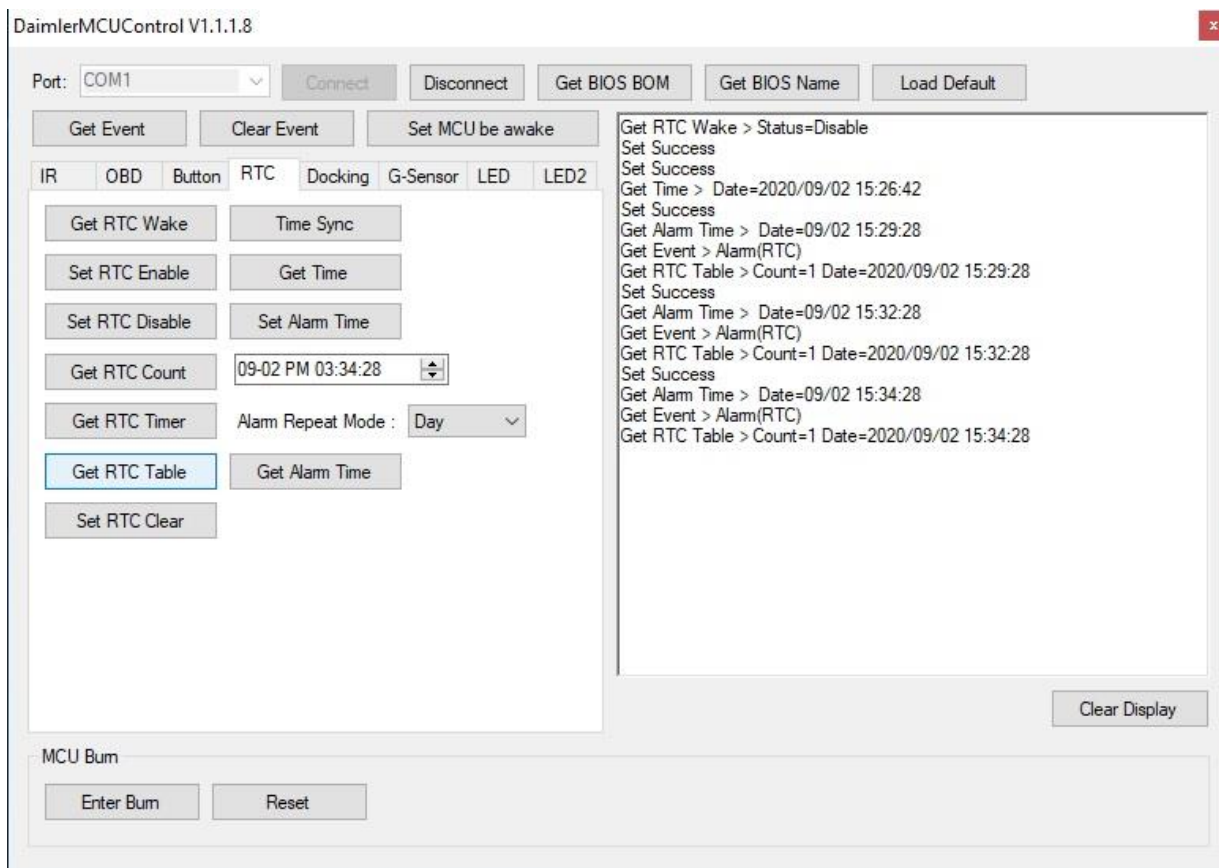 DaimlerMCUControl V1.1.1.8
x
Port: COM1 Connect Disconnect Get BIOS BOM Get BIOS Name Load Default
Get Event Clear Event Set MCU be awake
IR OBD Button RTC Docking G-Sensor LED LED2
Get RTC Wake Time Sync
Set RTC Enable Get Time
Set RTC Disable Set Alarm Time
Get RTC Count 09-02 PM 03:34:28
Get RTC Timer Alarm Repeat Mode : Day
Get RTC Table Get Alarm Time
Set RTC Clear
Get RTC Wake > Status=Disable
Set Success
Set Success
Get Time > Date=2020/09/02 15:26:42
Set Success
Get Alarm Time > Date=09/02 15:29:28
Get Event > Alarm(RTC)
Get RTC Table > Count=1 Date=2020/09/02 15:29:28
Set Success
Get Alarm Time > Date=09/02 15:32:28
Get Event > Alarm(RTC)
Get RTC Table > Count=1 Date=2020/09/02 15:32:28
Set Success
Get Alarm Time > Date=09/02 15:34:28
Get Event > Alarm(RTC)
Get RTC Table > Count=1 Date=2020/09/02 15:34:28
Clear Display
MCU Burn
Enter Burn Reset